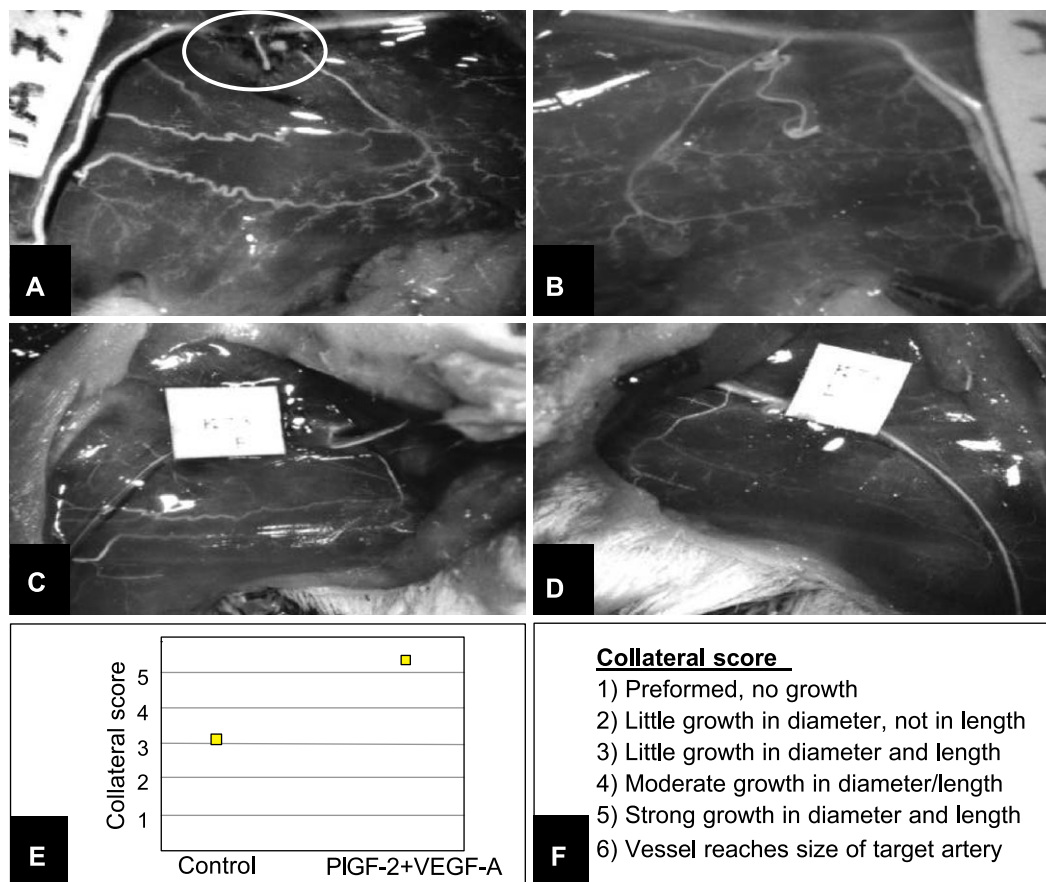 A
B
C
D
Collateral score
5
4
3
2
1
Control
PlGF-2+VEGF-A
E
Collateral score
1) Preformed, no growth
2) Little growth in diameter, not in length
3) Little growth in diameter and length
4) Moderate growth in diameter/length
5) Strong growth in diameter and length
6) Vessel reaches size of target artery
F